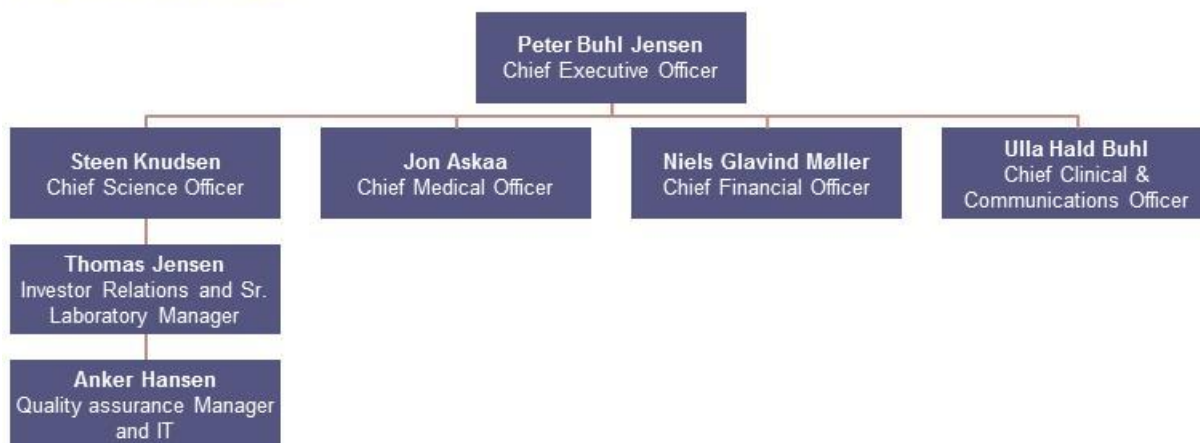 Peter Buhl Jensen
Chief Executive Officer
Steen Knudsen
Chief Science Officer
Jon Askaa
Chief Medical Officer
Niels Glavind Møller
Chief Financial Officer
Ulla Hald Buhl
Chief Clinical &
Communications Officer
Thomas Jensen
Investor Relations and Sr.
Laboratory Manager
Anker Hansen
Quality assurance Manager
and IT